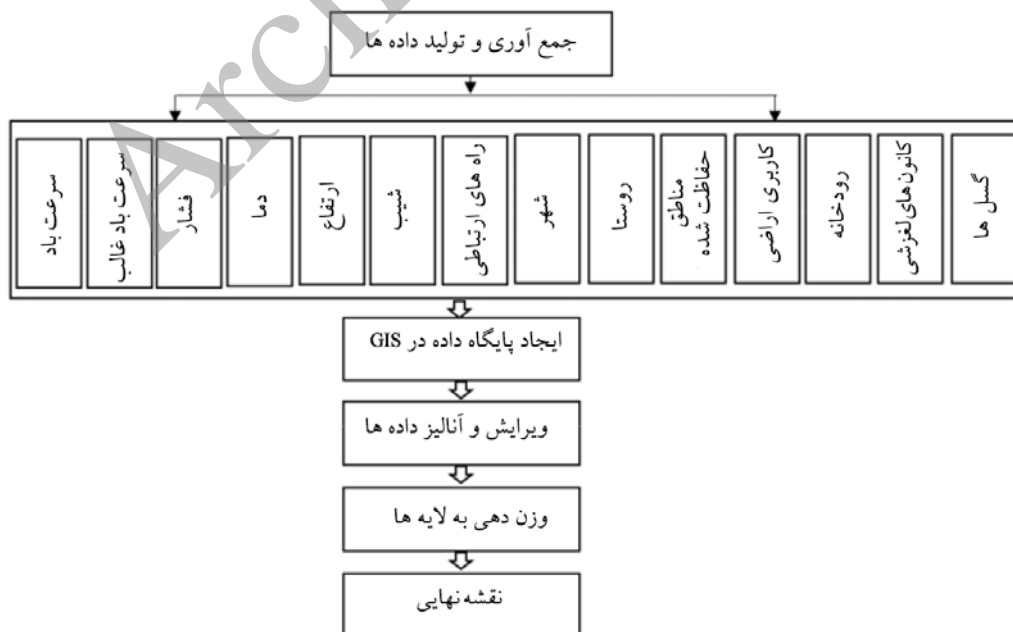 جمع آوری و تولید داده ها
گسل ها
کانون‌های لغزشی
رودخانه
کاربری اراضی
مناطق
حفاظت شده
روستا
شهر
راه های ارتباطی
شیب
ارتفاع
دما
فشار
سرعت باد غالب
سرعت باد
ایجاد پایگاه داده در GIS
ویرایش و آنالیز داده ها
وزن دهی به لایه ها
نقشه نهایی